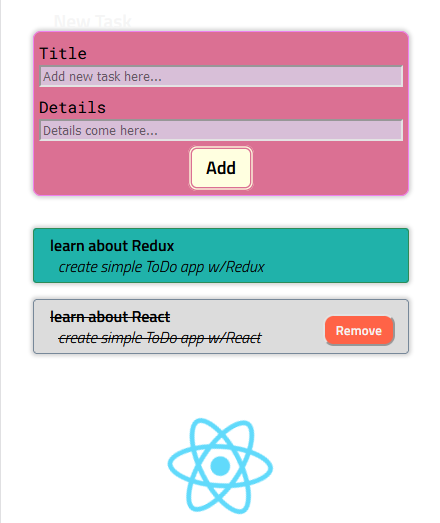 New Task
Title
Add new task here...
Details
Details come here...
Add
learn about Redux
create simple ToDo app w/Redux
learn about React
create simple ToDo app w/React
Remove